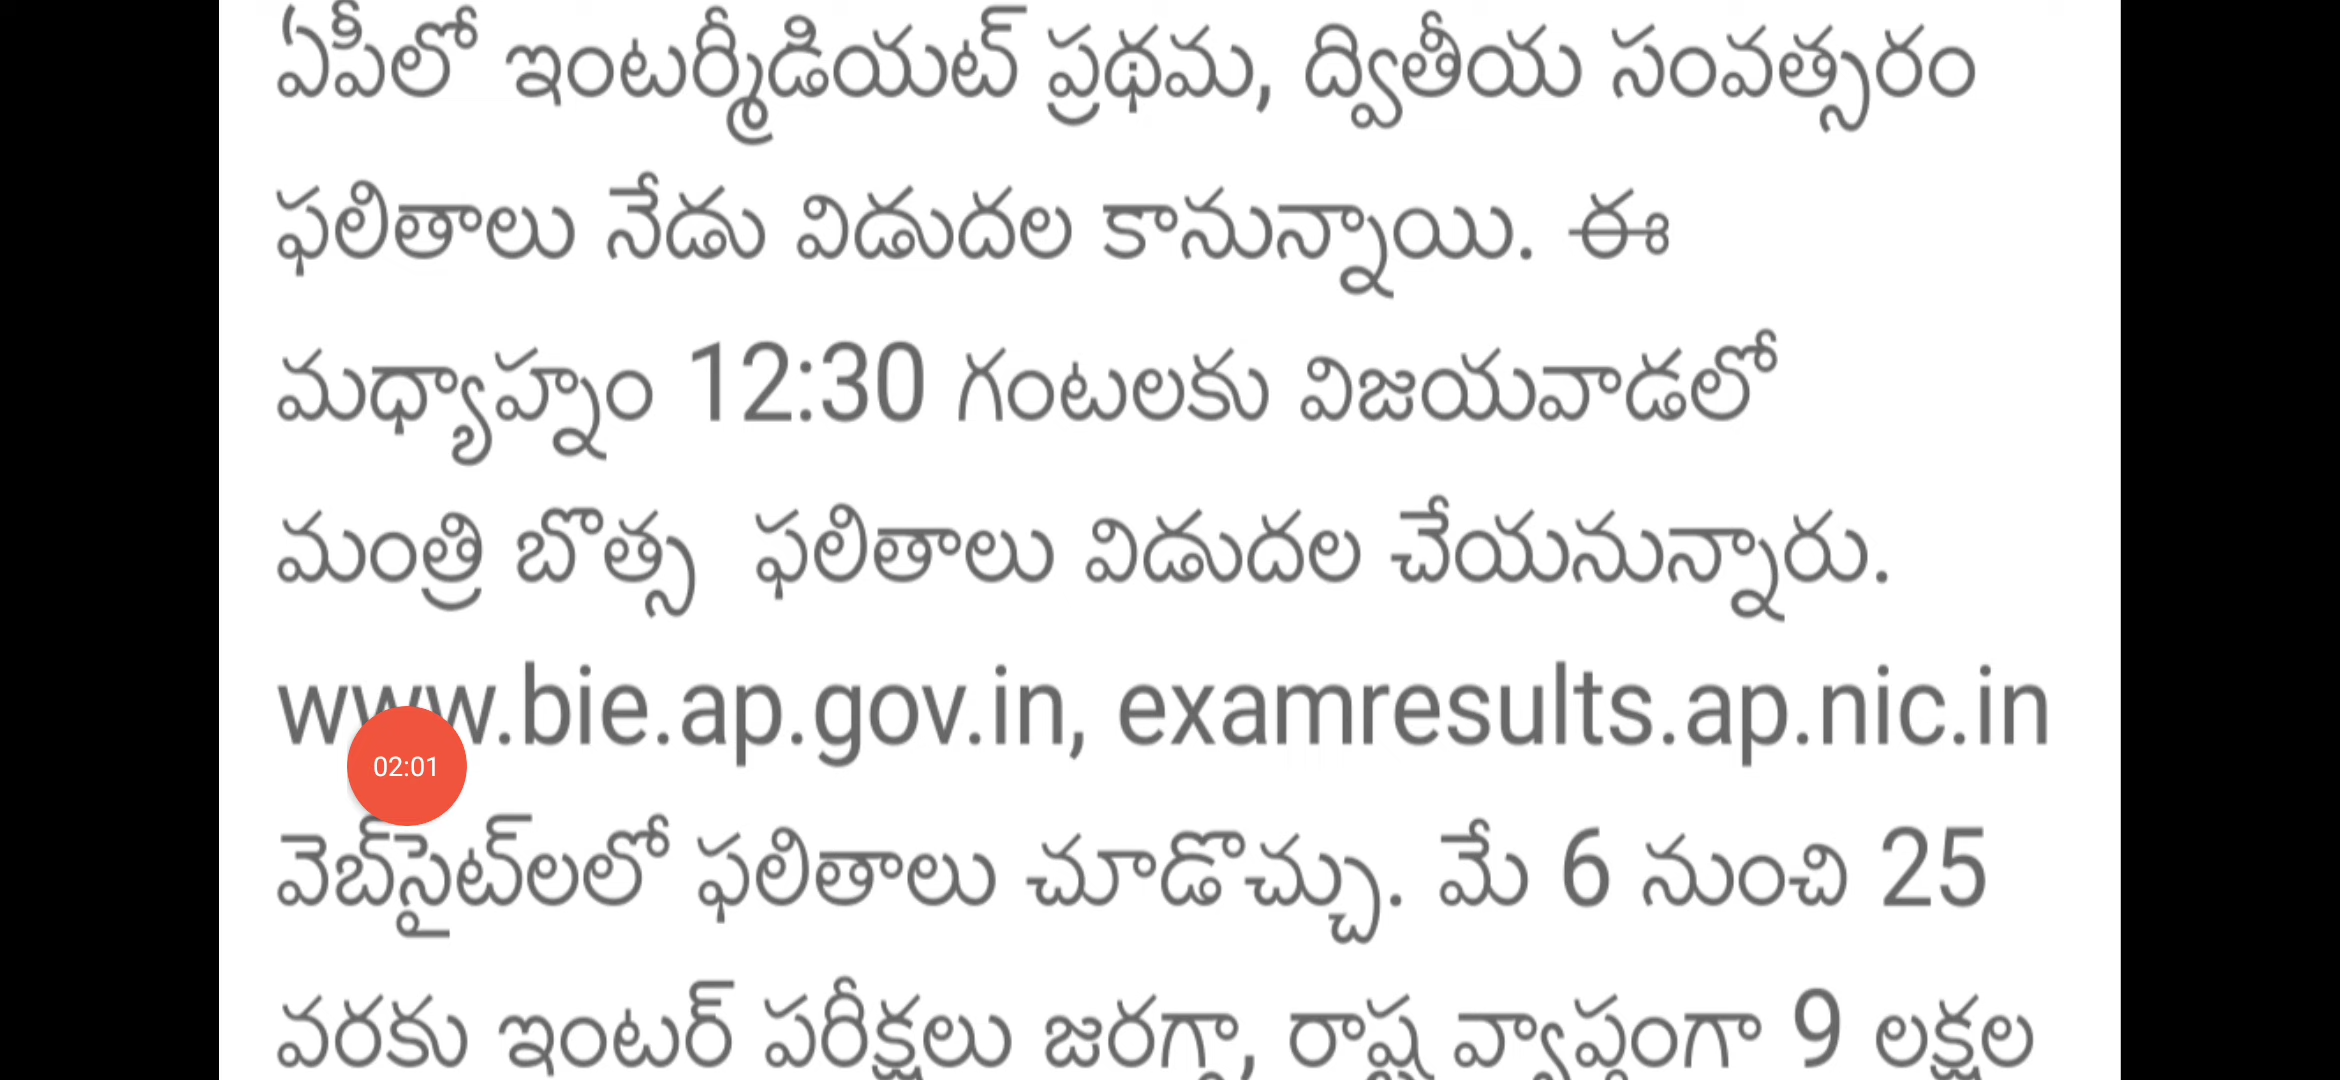 ఏపీలో ఇంటర్మీడియట్ ప్రథమ, ద్వితీయ సంవత్సరం
ఫలితాలు నేడు విడుదల కానున్నాయి. ఈ
మధ్యాహ్నం 12:30 గంటలకు విజయవాడలో
మంత్రి బొత్స ఫలితాలు విడుదల చేయనున్నారు.
www.bie.ap.gov.in, examresults.ap.nic.in
02:01
వెబ్‌సైట్‌లలో ఫలితాలు చూడొచ్చు. మే 6 నుంచి 25
వరకు ఇంటర్ పరీక్షలు జరగ్గా, రాష్ట్ర వ్యాప్తంగా 9 లక్షల